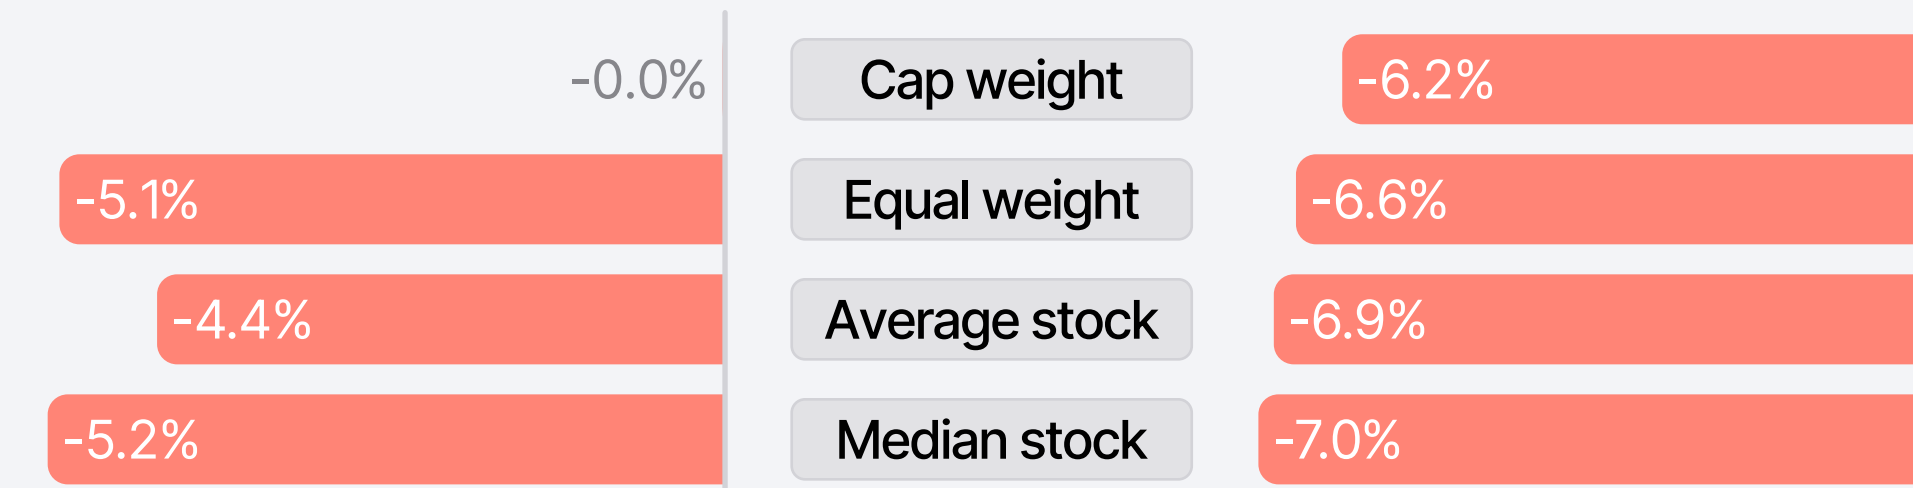 -0.0% Cap weight -6.2%
-5.1% Equal weight -6.6%
-4.4% Average stock -6.9%
-5.2% Median stock -7.0%